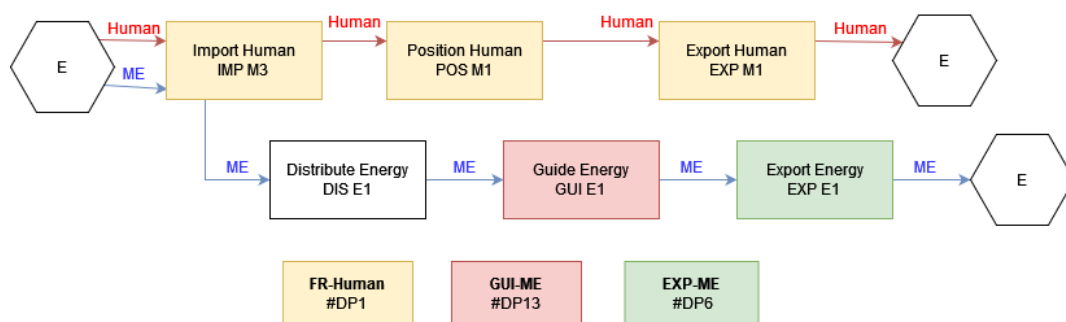 Human
Human
Human
Human
E
Import Human
IMP M3
Position Human
POS M1
Export Human
EXP M1
E
ME
ME
Distribute Energy
DIS E1
ME
Guide Energy
GUI E1
ME
Export Energy
EXP E1
ME
E
FR-Human
#DP1
GUI-ME
#DP13
EXP-ME
#DP6